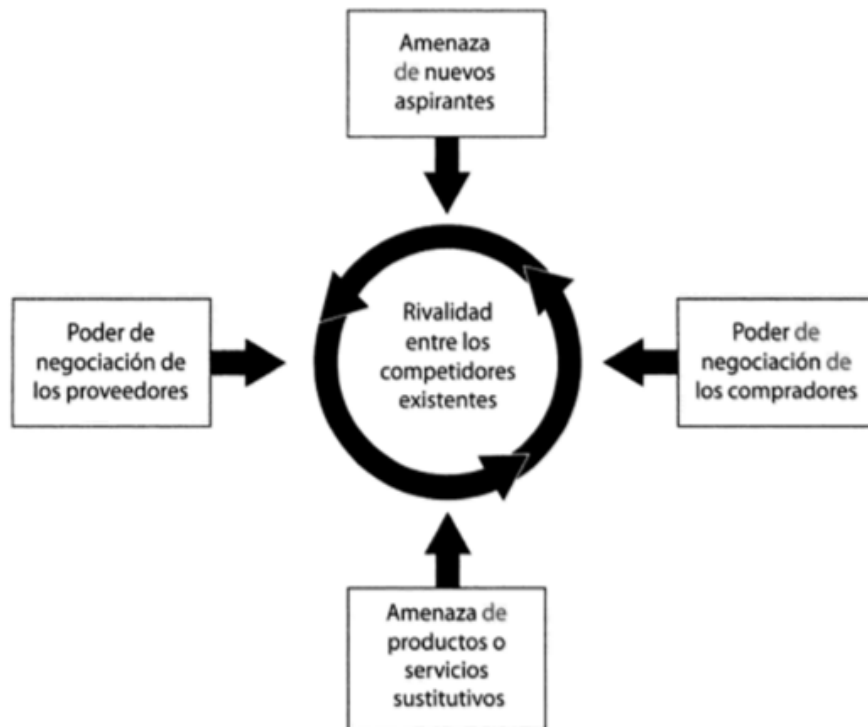 Amenaza
de nuevos
aspirantes
Poder de
negociación de
los proveedores
Rivalidad
entre los
competidores
existentes
Poder de
negociación de
los compradores
Amenaza de
productos o
servicios
sustitutivos